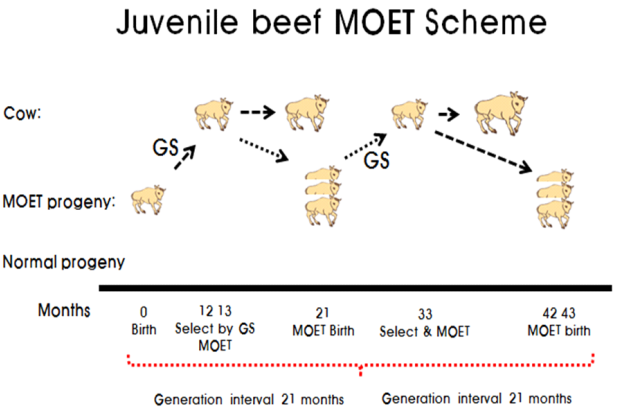 Juvenile beef MOET Scheme
Cow:
GS
GS
MOET progeny:
Normal progeny
Months
0
Birth
12 13
Select by GS
MOET
21
MOET Birth
33
Select & MOET
42 43
MOET birth
Generation interval 21 months
Generation interval 21 months